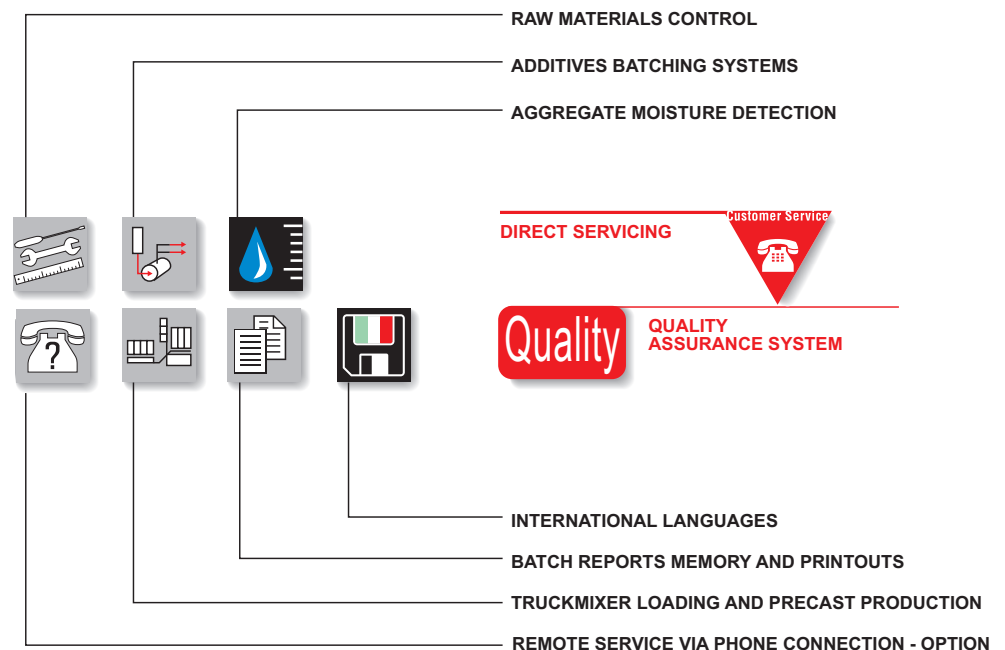 RAW MATERIALS CONTROL
ADDITIVES BATCHING SYSTEMS
AGGREGATE MOISTURE DETECTION
Customer Service
DIRECT SERVICING
?
Quality
QUALITY
ASSURANCE SYSTEM
INTERNATIONAL LANGUAGES
BATCH REPORTS MEMORY AND PRINTOUTS
TRUCKMIXER LOADING AND PRECAST PRODUCTION
REMOTE SERVICE VIA PHONE CONNECTION - OPTION